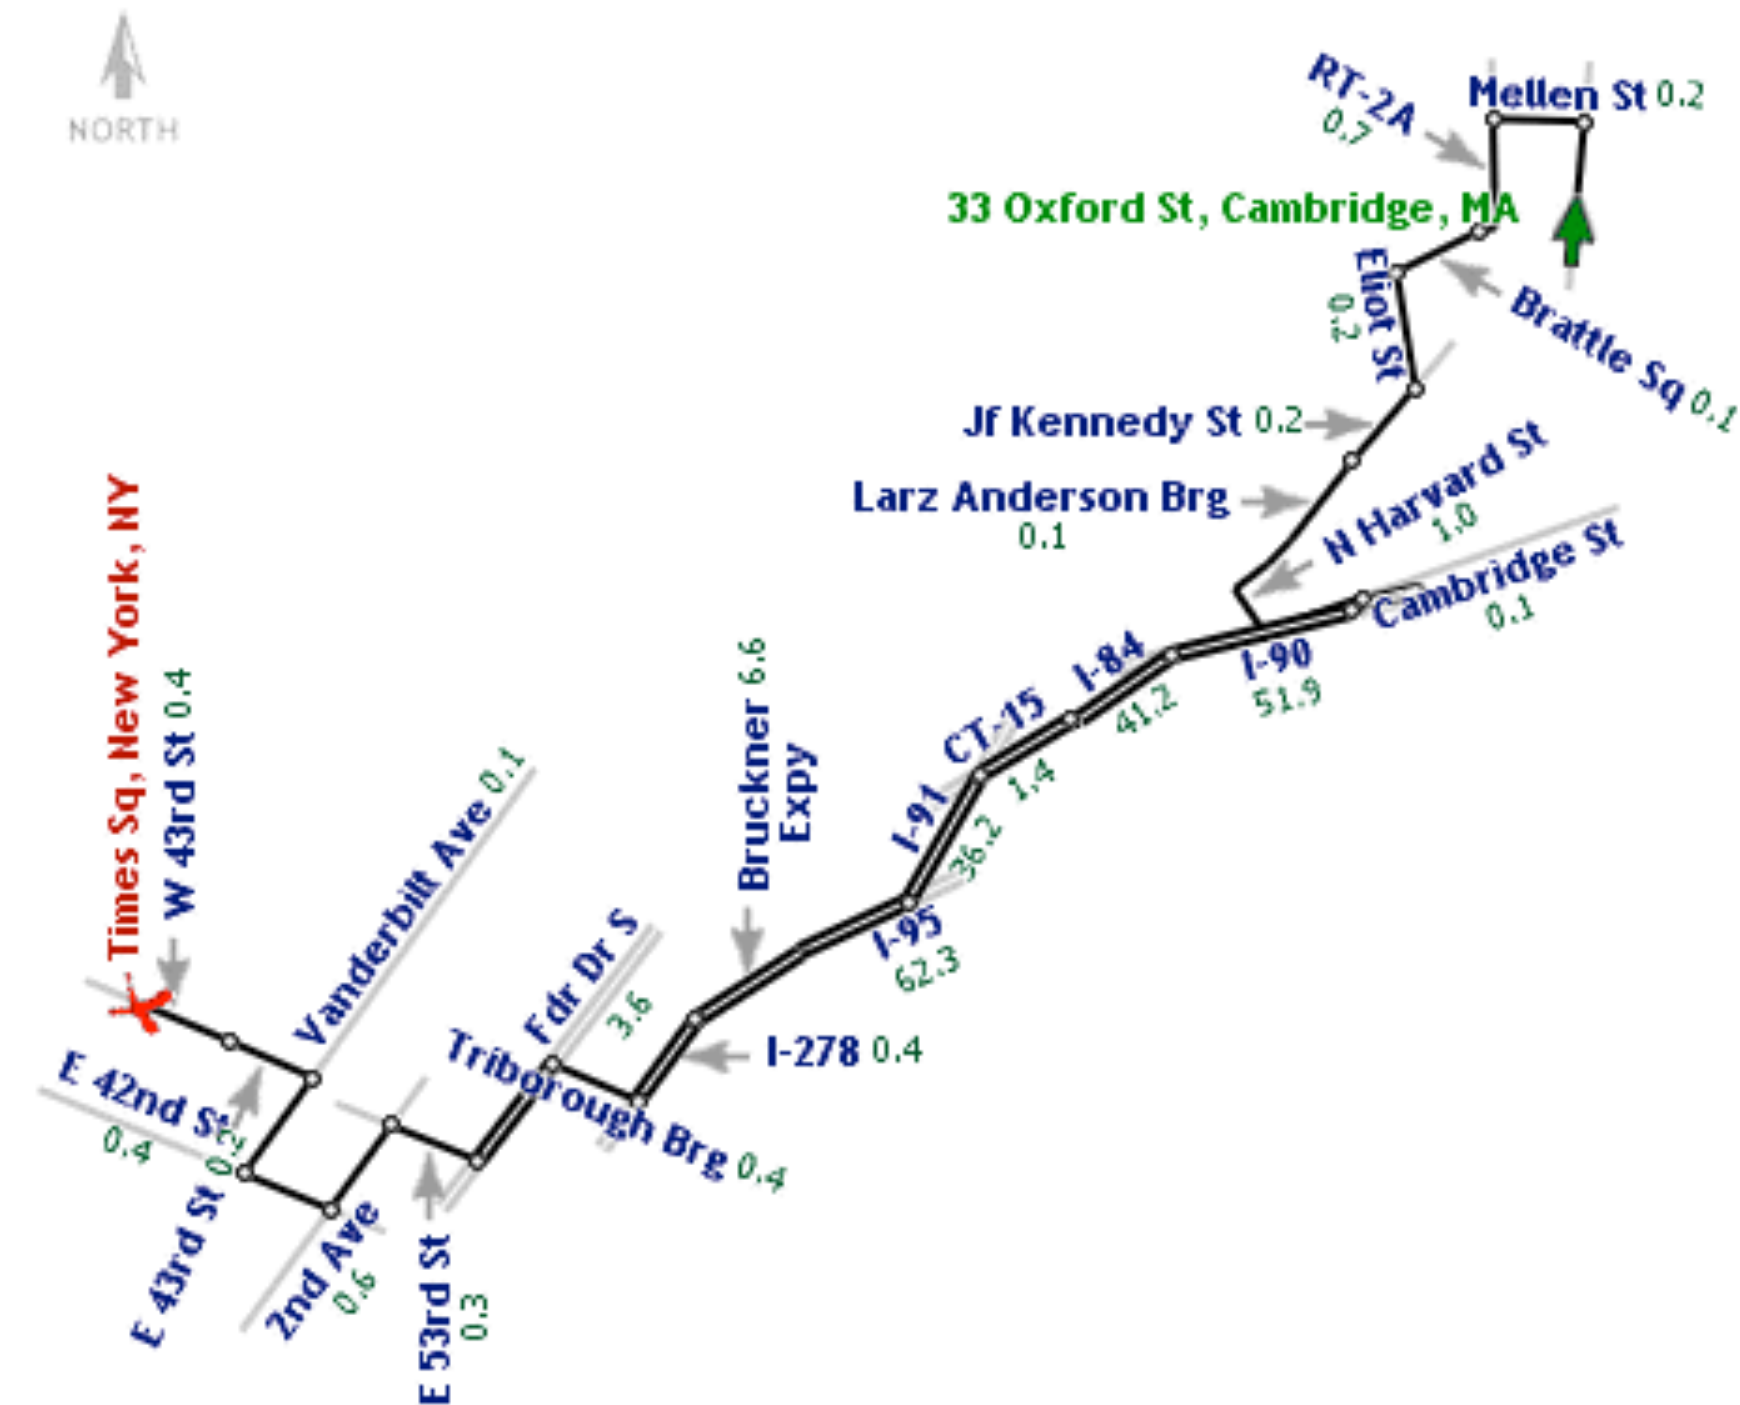 NORTH
RT-2A
0.7
Mellen St 0.2
33 Oxford St, Cambridge, MA
Eliot St
0.2
Brattle Sq 0.1
Jf Kennedy St 0.2
Larz Anderson Brg
0.1
N Harvard St
1.0
Cambridge St
0.1
I-90
51.9
I-84
41.2
CT-15
1.4
I-91
36.2
I-95
62.3
Bruckner 6.6
Expy
I-278 0.4
Triborough Brg 0.4
Fdr Dr S
3.6
E 53rd St
0.3
2nd Ave
0.6
E 42nd St
0.4
Vanderbilt Ave 0.1
E 43rd St
W 43rd St 0.4
Times Sq, New York, NY